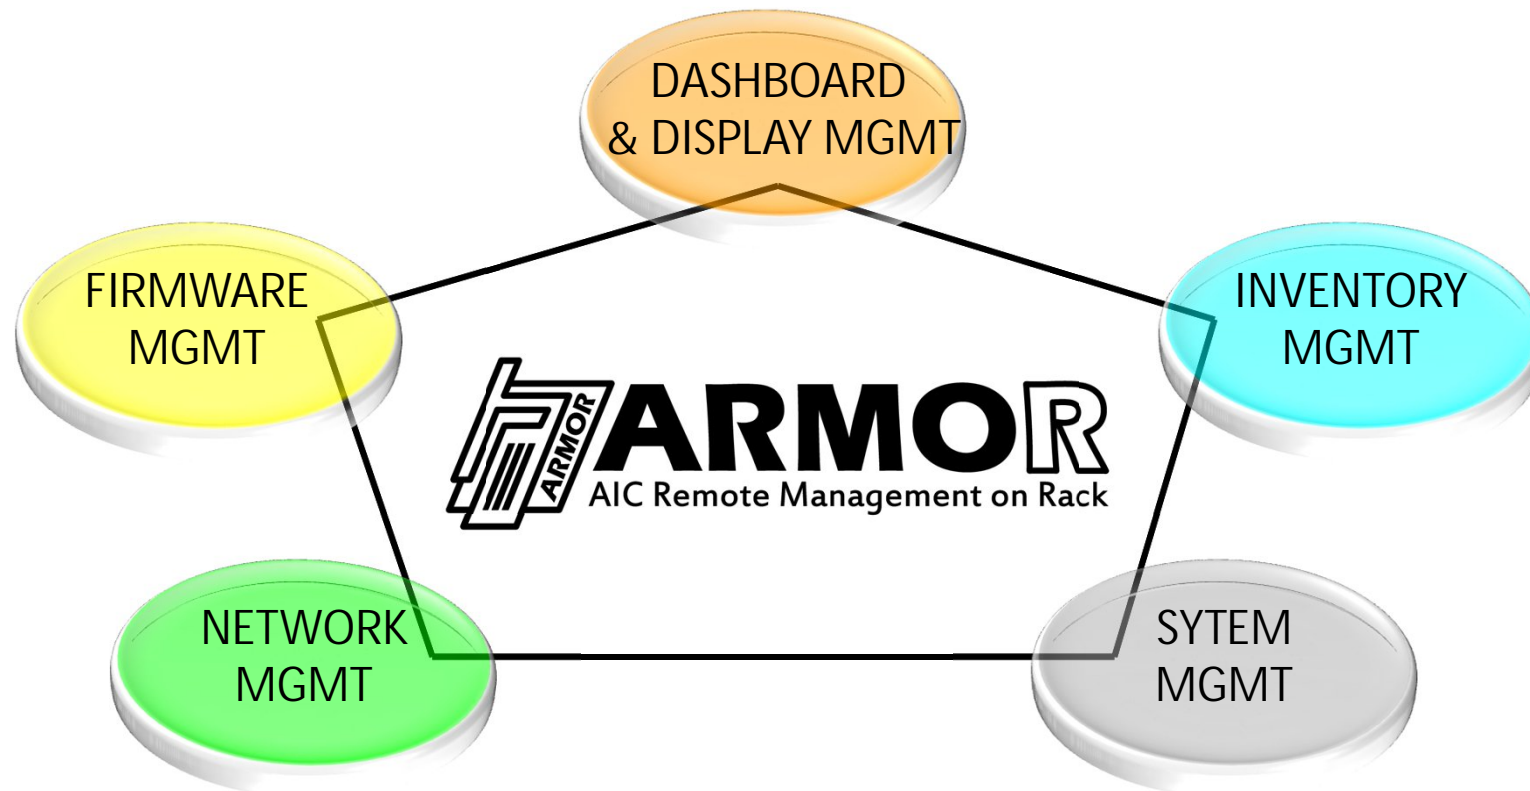 DASHBOARD
& DISPLAY MGMT
FIRMWARE
MGMT
INVENTORY
MGMT
ARMOR
ARMOR
AIC Remote Management on Rack
NETWORK
MGMT
SYTEM
MGMT